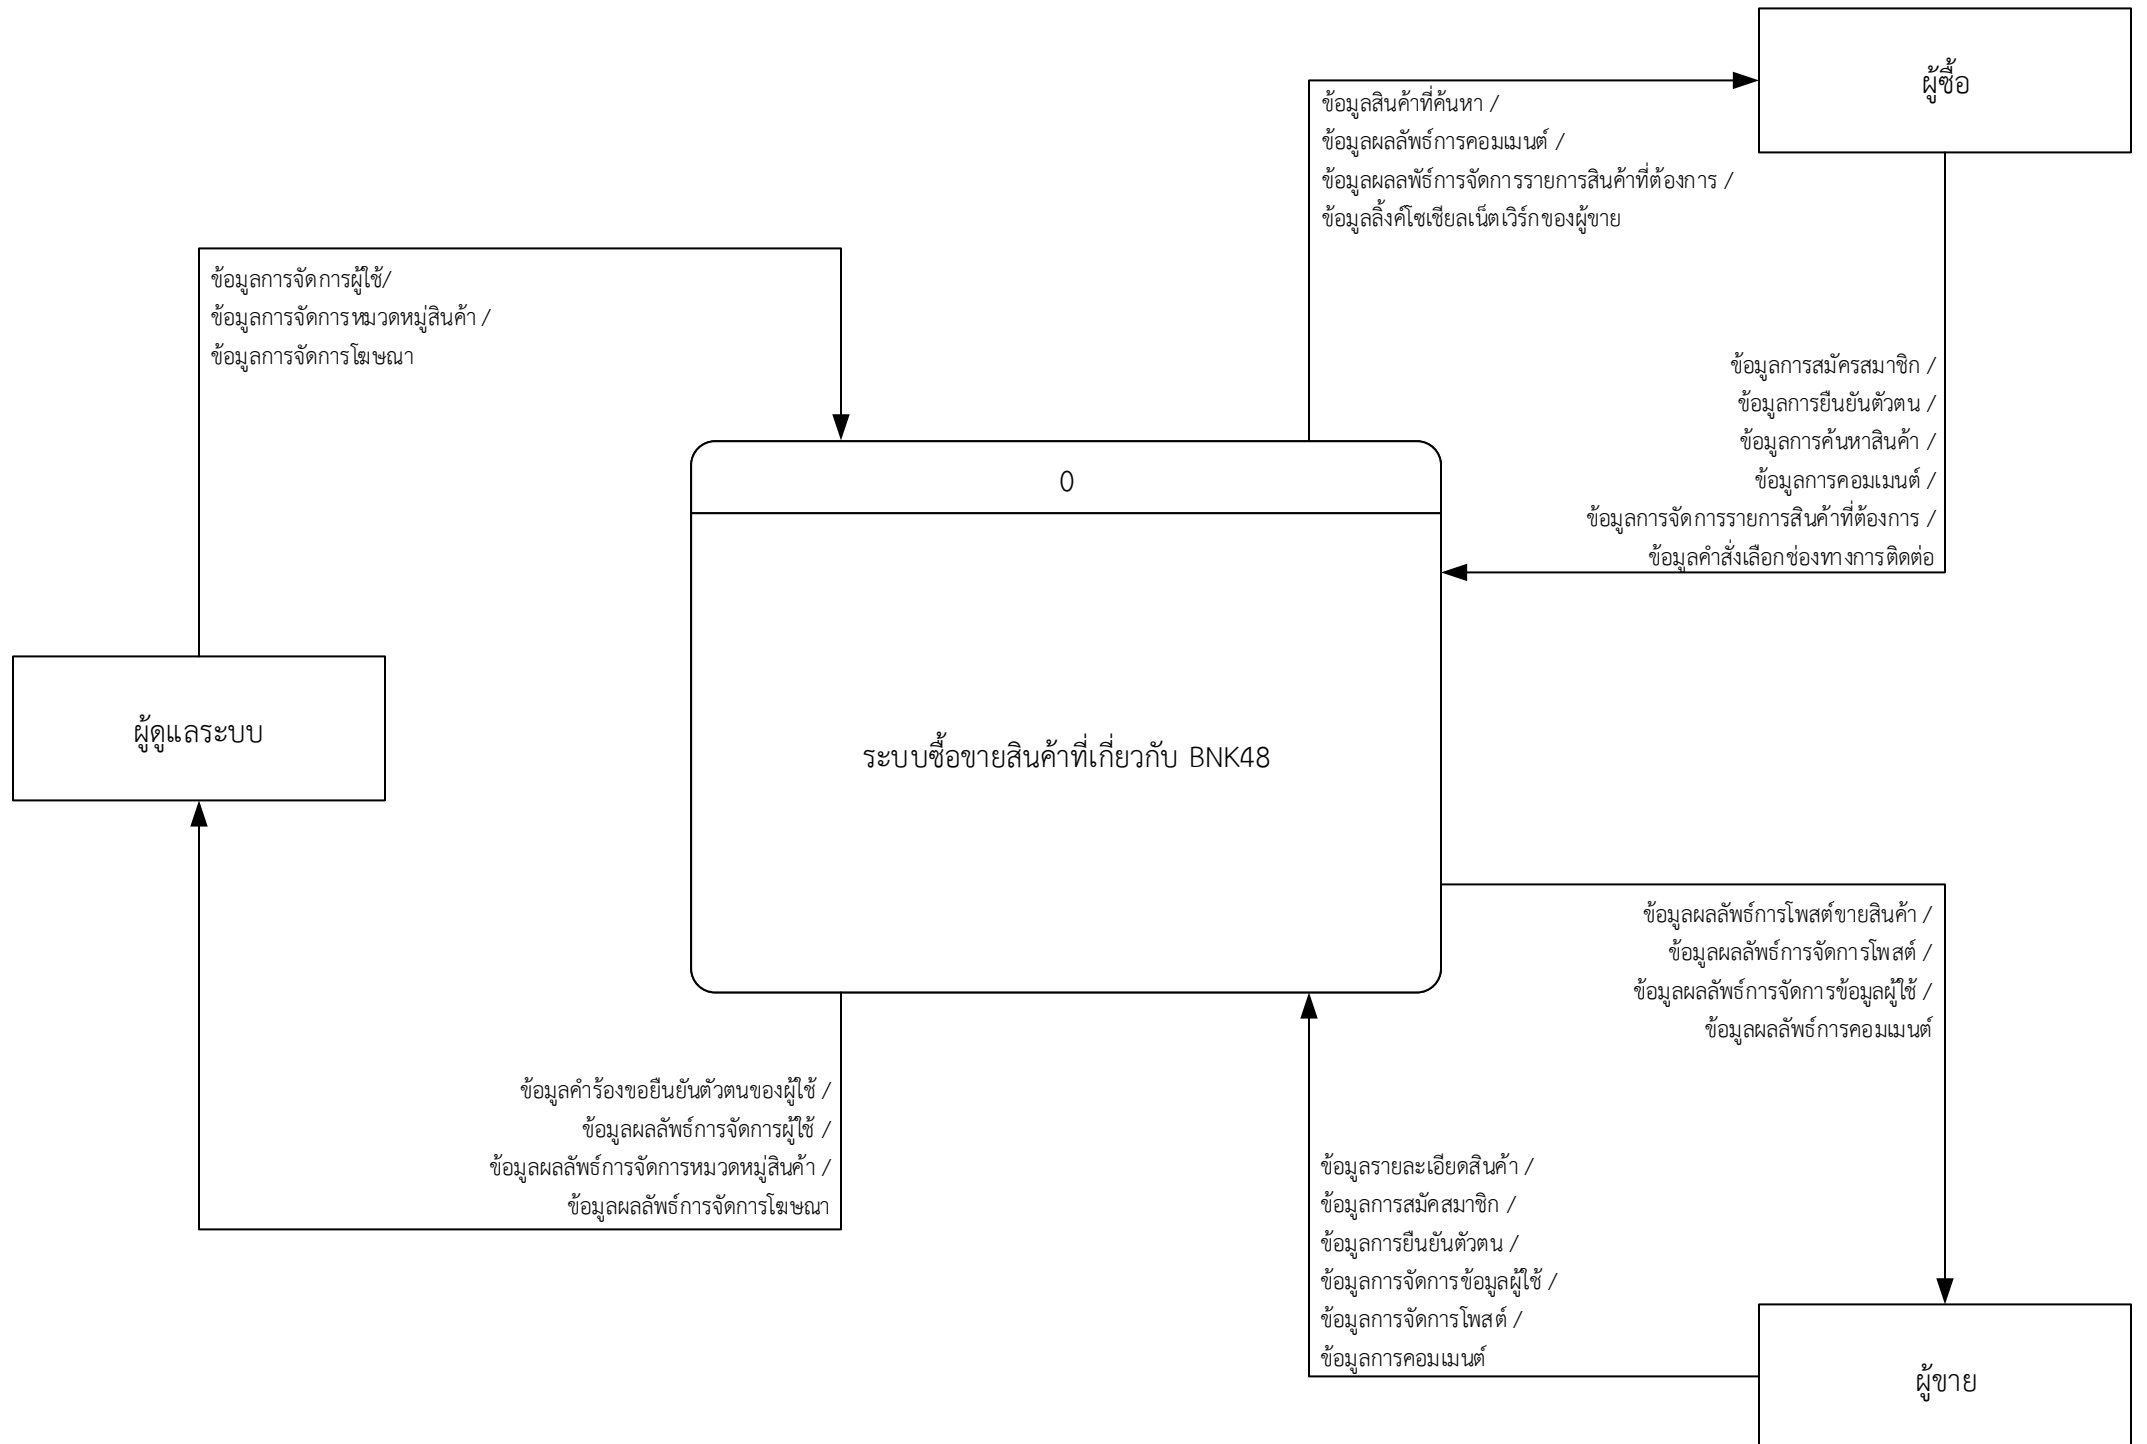 ผู้ซื้อ
ข้อมูลสินค้าที่ค้นหา /
ข้อมูลผลลัพธ์การคอมเมนต์ /
ข้อมูลผลลพัธ์การจัดการรายการสินค้าที่ต้องการ /
ข้อมูลลิ้งค์โซเชียลเน็ตเวิร์กของผู้ขาย
ข้อมูลการจัดการผู้ใช้/
ข้อมูลการจัดการหมวดหมู่สินค้า /
ข้อมูลการจัดการโฆษณา
ข้อมูลการสมัครสมาชิก /
ข้อมูลการยืนยันตัวตน /
ข้อมูลการค้นหาสินค้า /
ข้อมูลการคอมเมนต์ /
ข้อมูลการจัดการรายการสินค้าที่ต้องการ /
ข้อมูลคำสั่งเลือกช่องทางการติดต่อ
0
ระบบซื้อขายสินค้าที่เกี่ยวกับ BNK48
ผู้ดูแลระบบ
ข้อมูลผลลัพธ์การโพสต์ขายสินค้า /
ข้อมูลผลลัพธ์การจัดการโพสต์ /
ข้อมูลผลลัพธ์การจัดการข้อมูลผู้ใช้ /
ข้อมูลผลลัพธ์การคอมเมนต์
ข้อมูลคำร้องขอยืนยันตัวตนของผู้ใช้ /
ข้อมูลผลลัพธ์การจัดการผู้ใช้ /
ข้อมูลผลลัพธ์การจัดการหมวดหมู่สินค้า /
ข้อมูลผลลัพธ์การจัดการโฆษณา
ข้อมูลรายละเอียดสินค้า /
ข้อมูลการสมัคสมาชิก /
ข้อมูลการยืนยันตัวตน /
ข้อมูลการจัดการข้อมูลผู้ใช้ /
ข้อมูลการจัดการโพสต์ /
ข้อมูลการคอมเมนต์
ผู้ขาย